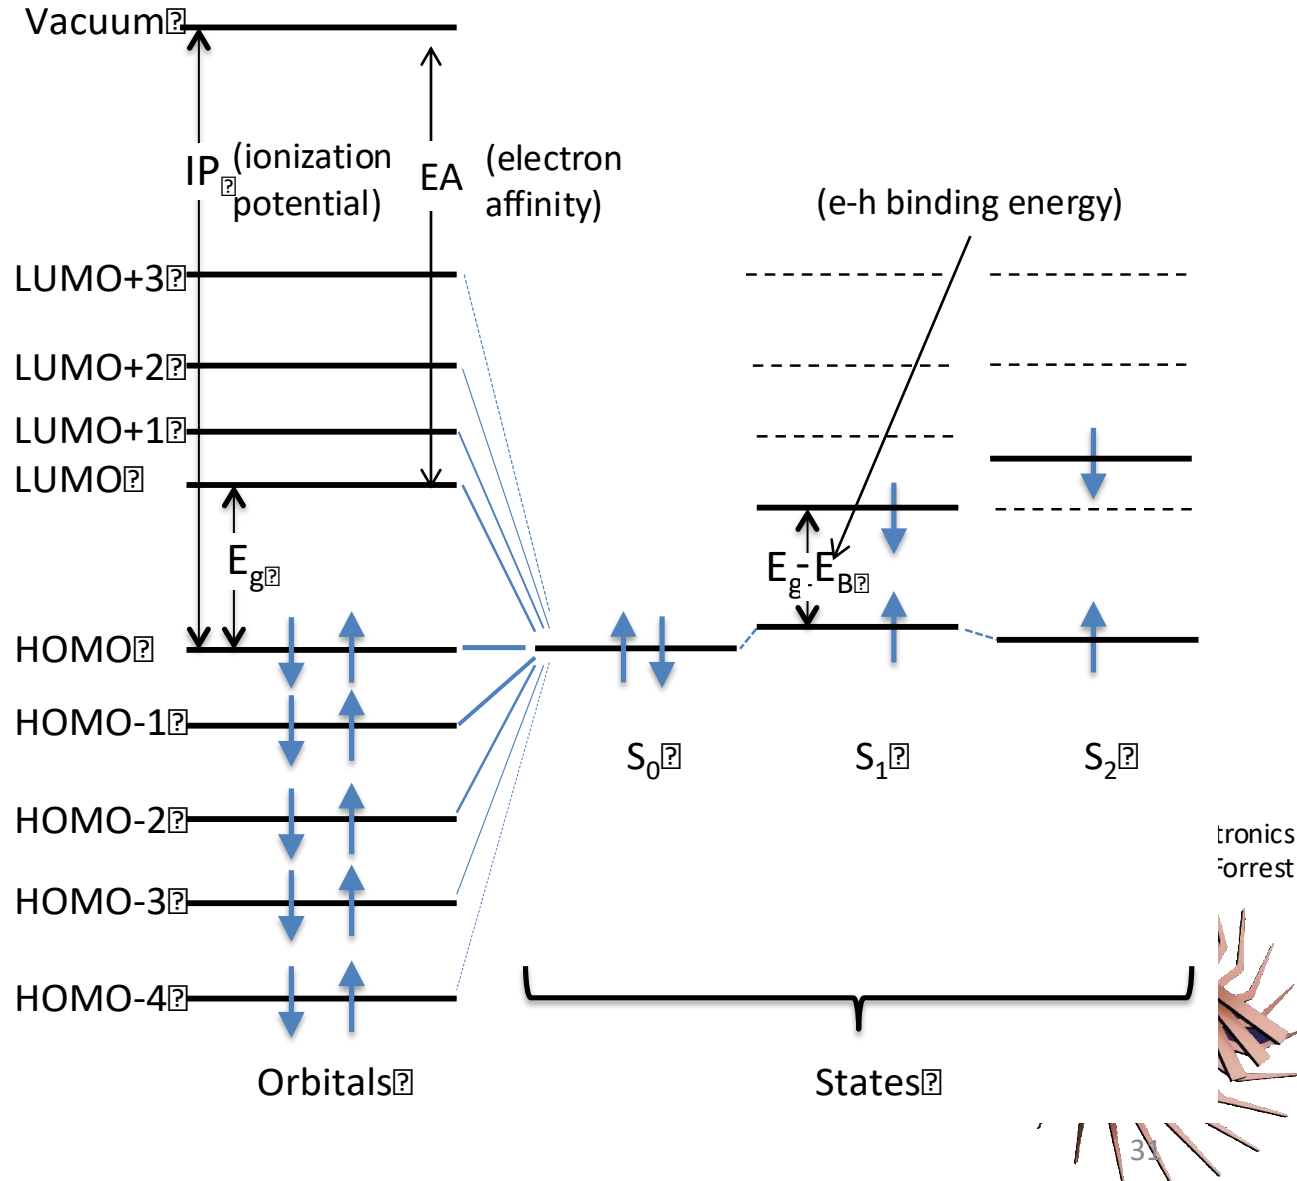 Vacuum
IP (ionization
potential)
EA
(electron
affinity)
(e-h binding energy)
LUMO+3
LUMO+2
LUMO+1
LUMO
Eg
Eg-EB
HOMO
HOMO-1
HOMO-2
HOMO-3
HOMO-4
S0
S1
S2
tronics
Forrest
Orbitals
States
31